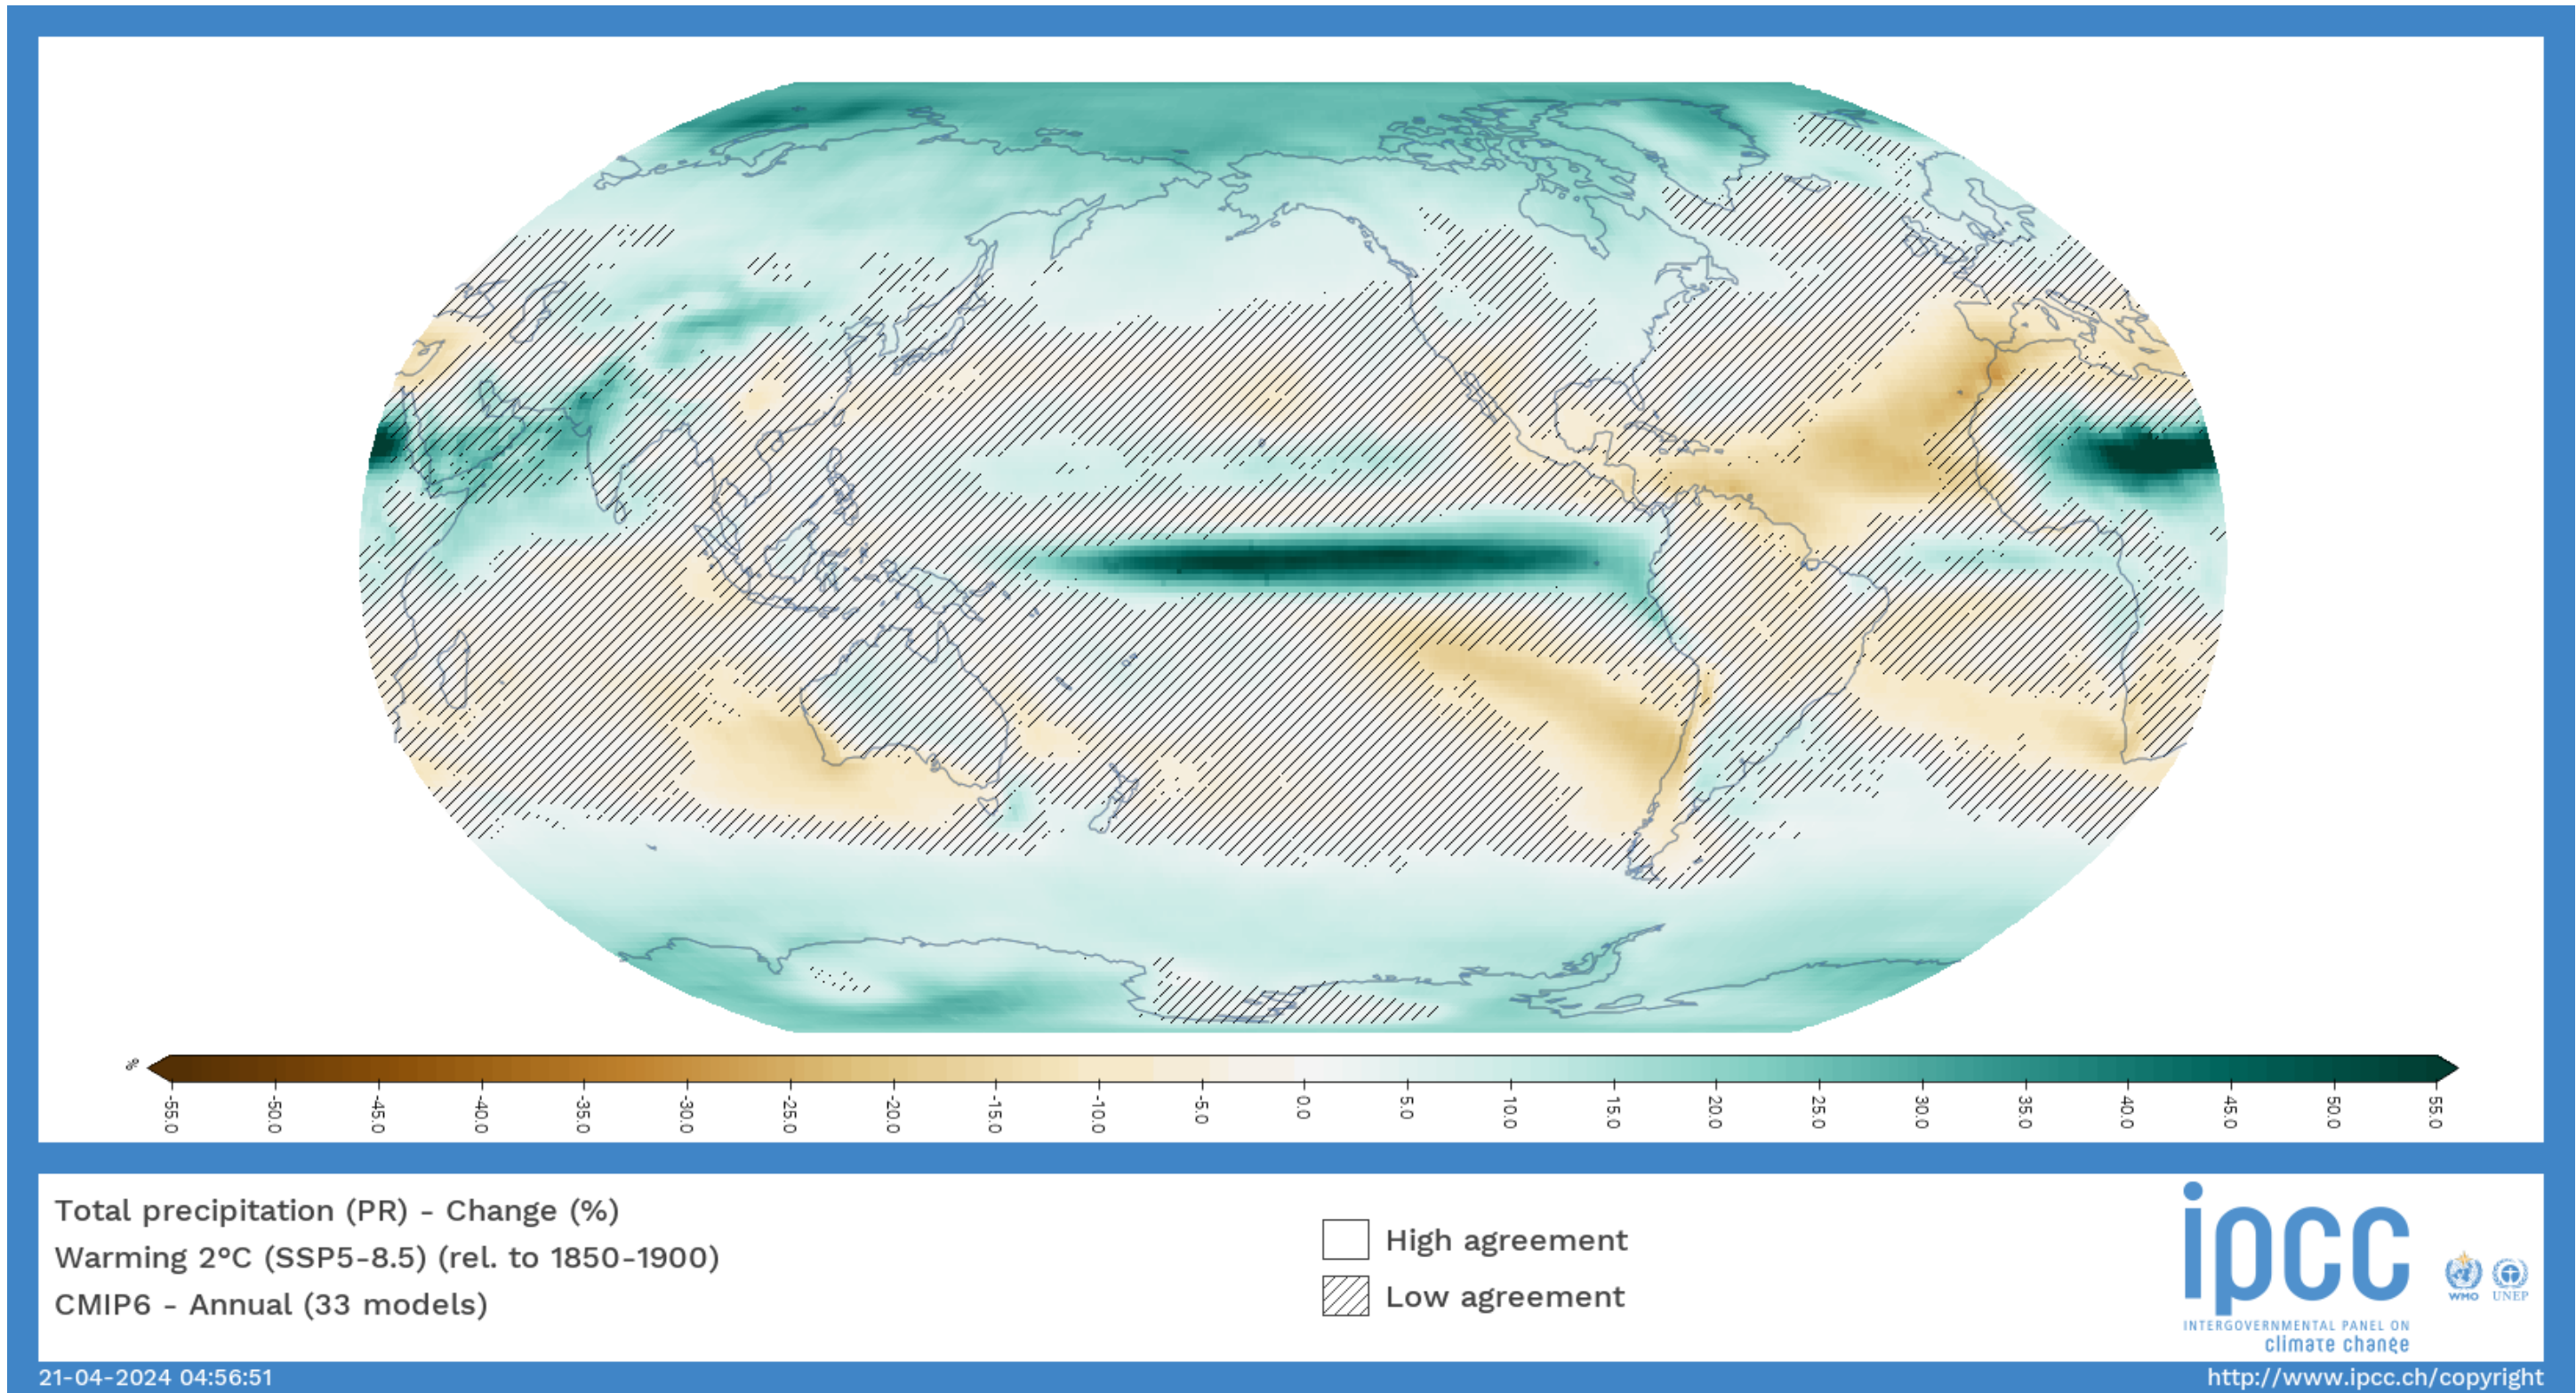 %
-55.0
-50.0
-45.0
-40.0
-35.0
-30.0
-25.0
-20.0
-15.0
-10.0
-5.0
0.0
5.0
10.0
15.0
20.0
25.0
30.0
35.0
40.0
45.0
50.0
55.0
Total precipitation (PR) - Change (%)
Warming 2°C (SSP5-8.5) (rel. to 1850-1900)
CMIP6 - Annual (33 models)
High agreement
Low agreement
ipcc
INTERGOVERNMENTAL PANEL ON
climate change
WMO
UNEP
21-04-2024 04:56:51
http://www.ipcc.ch/copyright